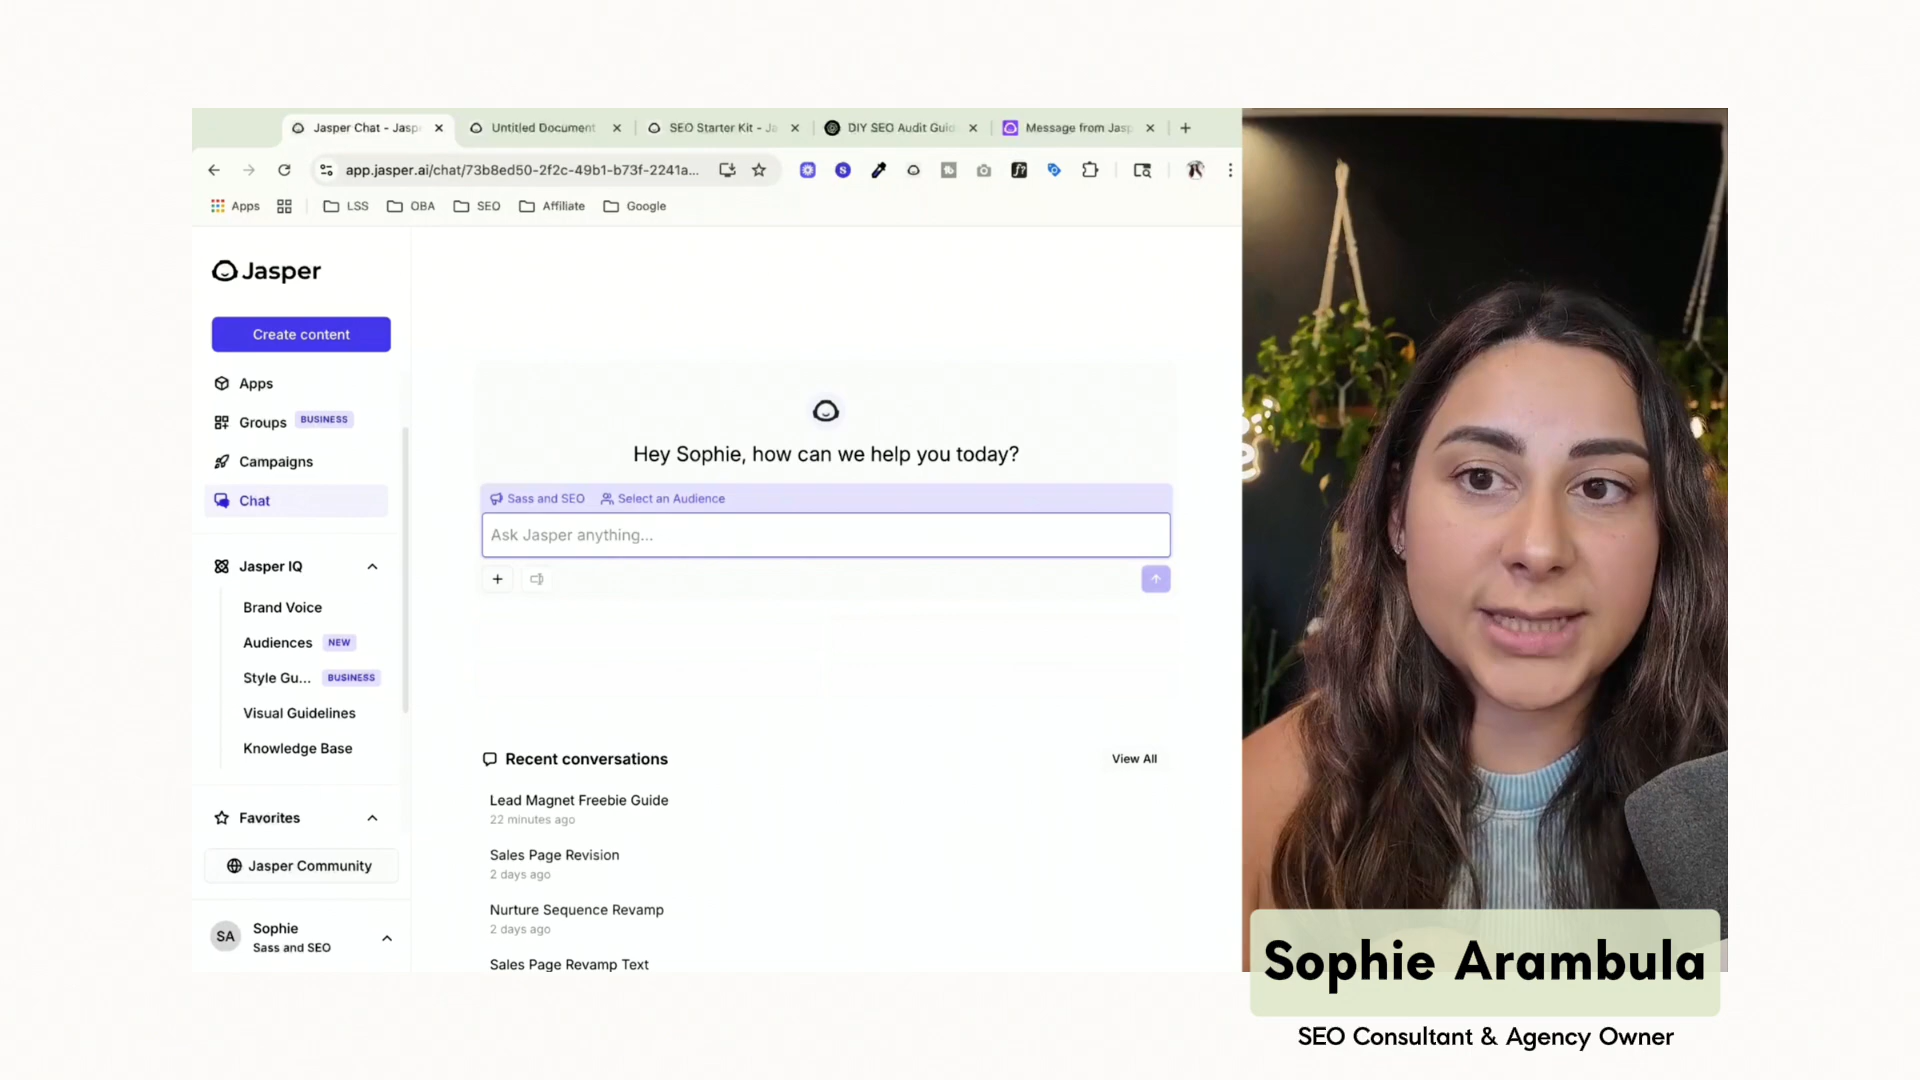 Jasper Chat - Jasp
Untitled Document
SEO Starter Kit - Ja
DIY SEO Audit Guid
Message from Jasp
app.jasper.ai/chat/73b8ed50-2f2c-49b1-b73f-2241a...
Apps
LSS
OBA
SEO
Affiliate
Google
Jasper
Create content
Apps
Groups BUSINESS
Campaigns
Chat
Jasper IQ
Brand Voice
Audiences NEW
Style Gu... BUSINESS
Visual Guidelines
Knowledge Base
Favorites
Jasper Community
SA
Sophie
Sass and SEO
Hey Sophie, how can we help you today?
Sass and SEO Select an Audience
Ask Jasper anything...
Recent conversations
View All
Lead Magnet Freebie Guide
22 minutes ago
Sales Page Revision
2 days ago
Nurture Sequence Revamp
2 days ago
Sales Page Revamp Text
Sophie Arambula
SEO Consultant & Agency Owner